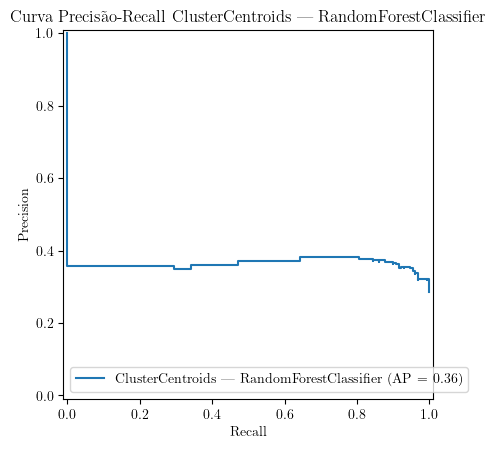 Curva Precisão-Recall ClusterCentroids — RandomForestClassifier
1.0
0.8
0.6
0.4
0.2
0.0
Precision
ClusterCentroids — RandomForestClassifier (AP = 0.36)
0.0 0.2 0.4 0.6 0.8 1.0
Recall